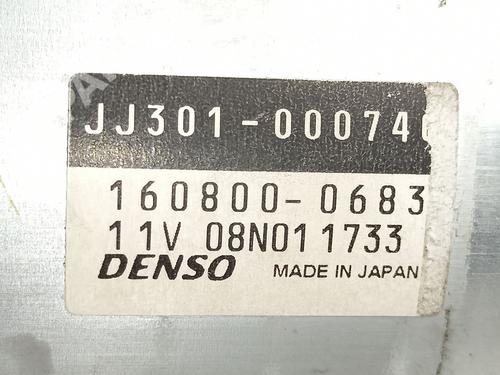 JJ301-00074
160800-0683
11V 08N011733
DENSO MADE IN JAPAN